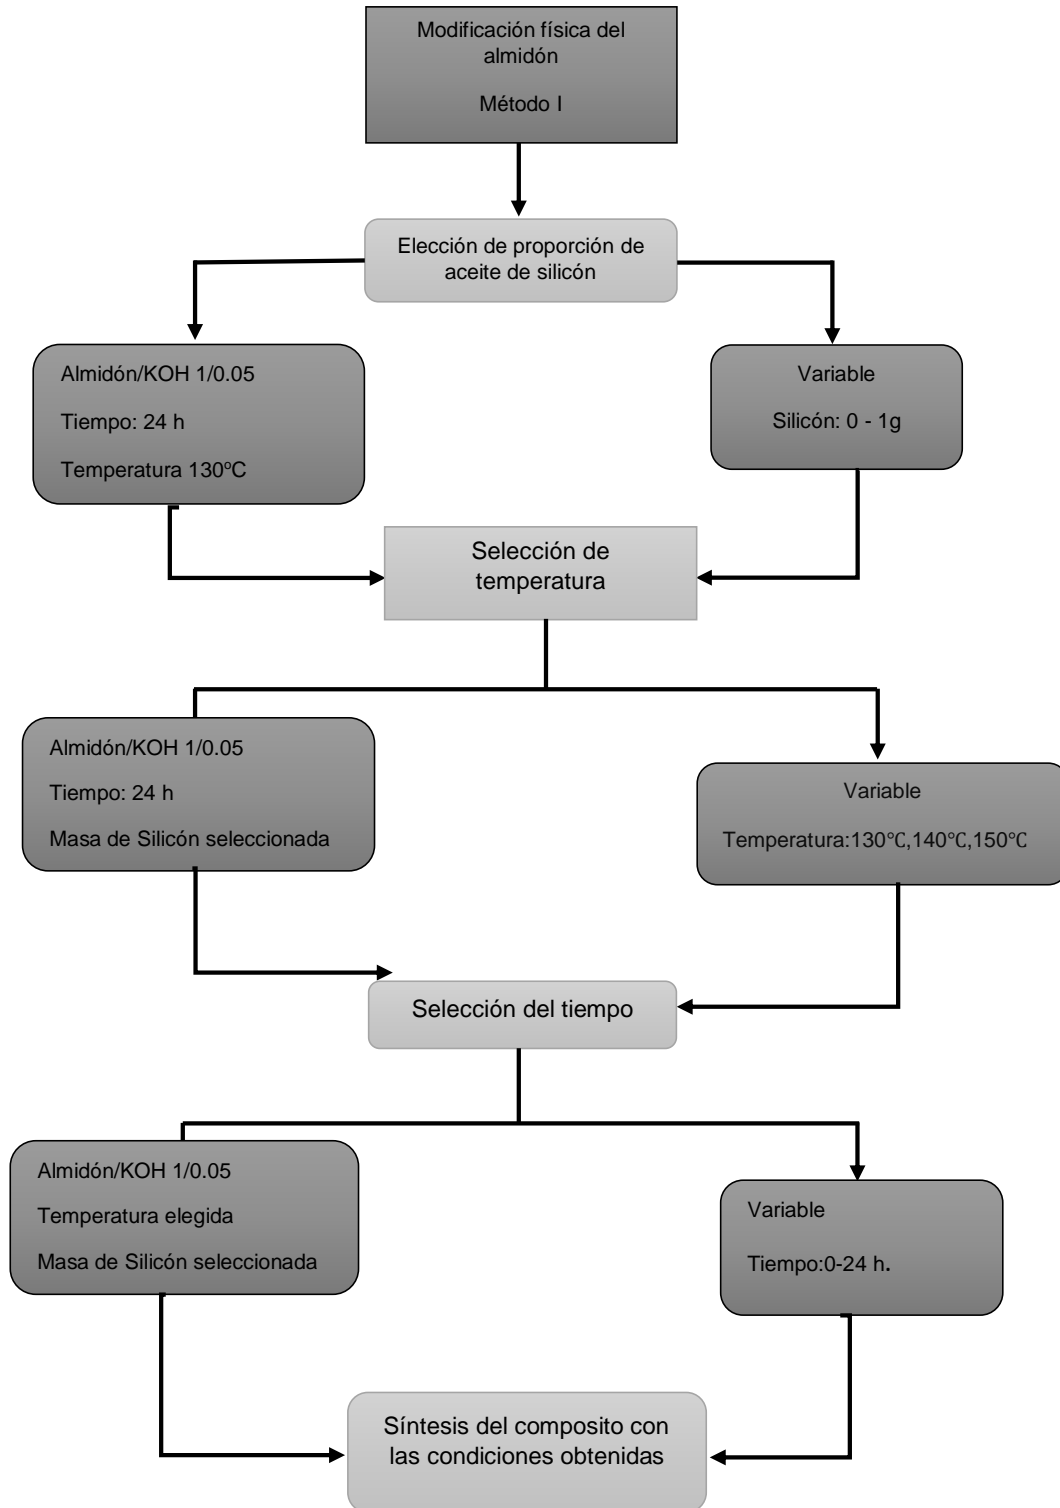 Modificación física del
almidón
Método I
Elección de proporción de
aceite de silicón
Almidón/KOH 1/0.05
Tiempo: 24 h
Temperatura 130ºC
Variable
Silicón: 0 - 1g
Selección de
temperatura
Almidón/KOH 1/0.05
Tiempo: 24 h
Masa de Silicón seleccionada
Variable
Temperatura:130℃,140℃,150℃
Selección del tiempo
Almidón/KOH 1/0.05
Temperatura elegida
Masa de Silicón seleccionada
Variable
Tiempo:0-24 h.
Síntesis del composito con
las condiciones obtenidas